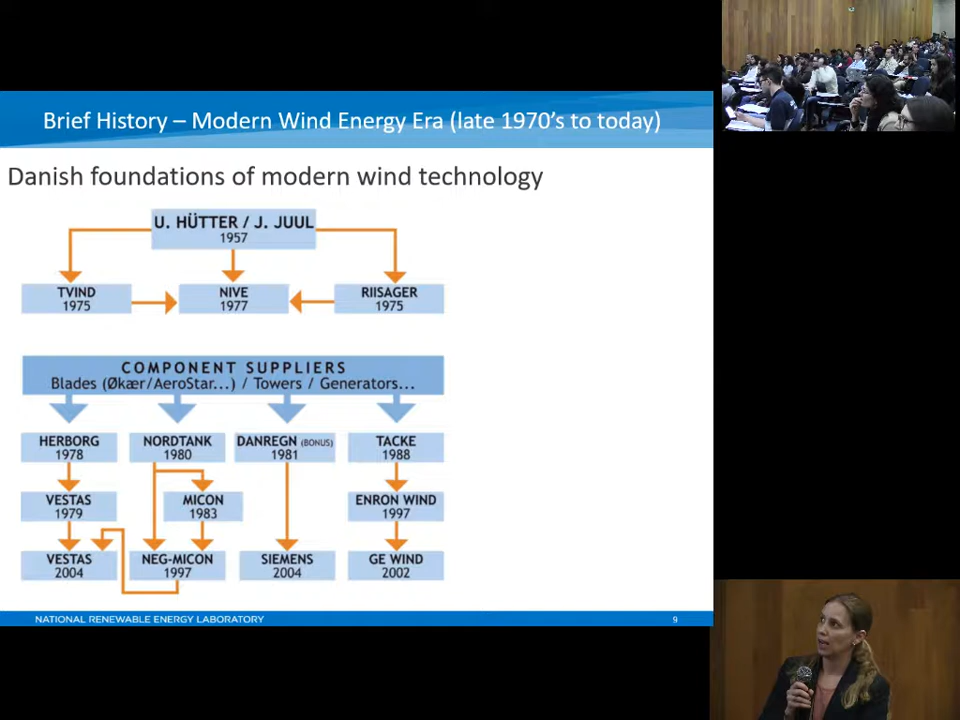 Brief History – Modern Wind Energy Era (late 1970's to today)
Danish foundations of modern wind technology
U. HÜTTER / J. JUUL
1957
TVIND
1975
NIVE
1977
RIISAGER
1975
COMPONENT SUPPLIERS
Blades (Økær/AeroStar...) / Towers / Generators...
HERBORG
1978
NORDTANK
1980
DANREGN (BONUS)
1981
TACKE
1988
VESTAS
1979
MICON
1983
ENRON WIND
1997
VESTAS
2004
NEG-MICON
1997
SIEMENS
2004
GE WIND
2002
NATIONAL RENEWABLE ENERGY LABORATORY
9